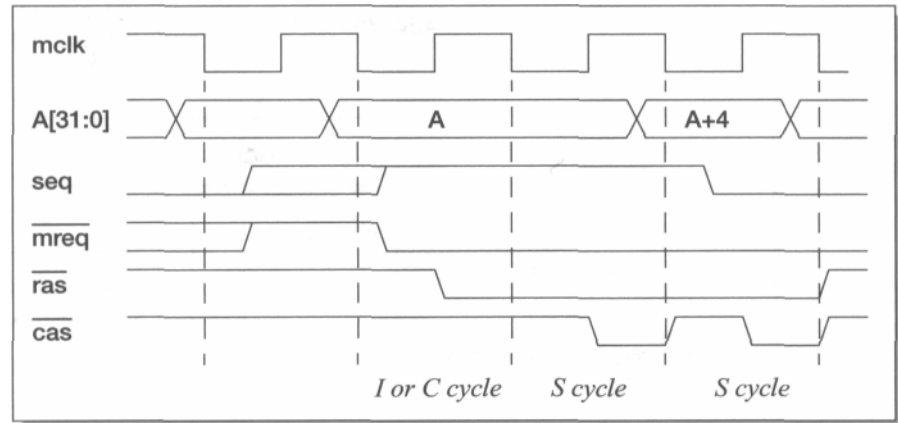 mclk
A[31:0] A A+4
seq
mreq
ras
cas
I or C cycle S cycle S cycle